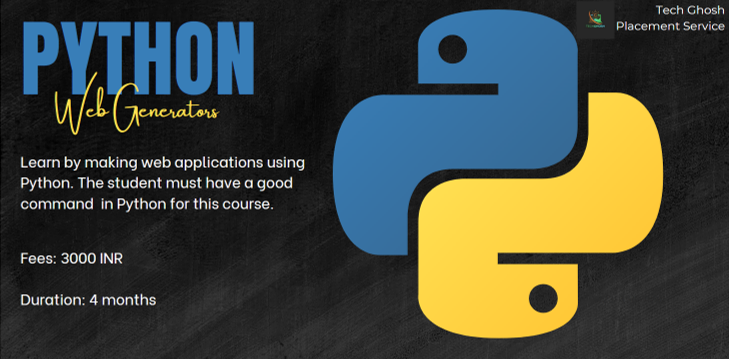 PYTHON
Web Generators
Tech Ghosh
Placement Service
Learn by making web applications using
Python. The student must have a good
command in Python for this course.
Fees: 3000 INR
Duration: 4 months